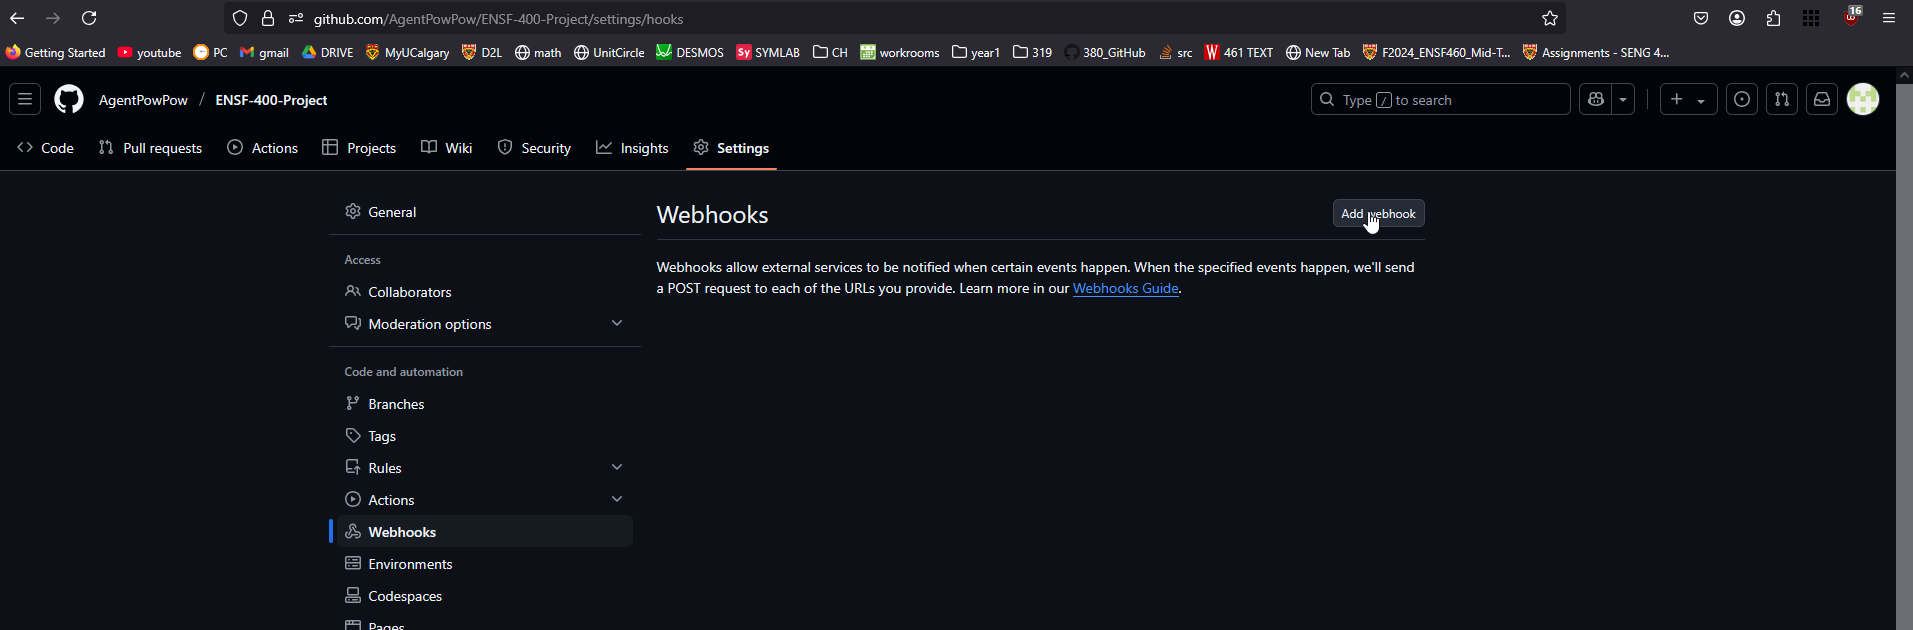 github.com/AgentPowPow/ENSF-400-Project/settings/hooks
16
Getting Started youtube PC gmail DRIVE MyUCalgary D2L math UnitCircle DESMOS Sy SYMLAB CH workrooms year1 319 380_GitHub src W 461 TEXT New Tab F2024_ENSF460_Mid-T... Assignments - SENG 4...
AgentPowPow / ENSF-400-Project
Type / to search
Code Pull requests Actions Projects Wiki Security Insights Settings
General
Access
Collaborators
Moderation options
Code and automation
Branches
Tags
Rules
Actions
Webhooks
Environments
Codespaces
Pages
Webhooks
Add webhook
Webhooks allow external services to be notified when certain events happen. When the specified events happen, we'll send
a POST request to each of the URLs you provide. Learn more in our Webhooks Guide.